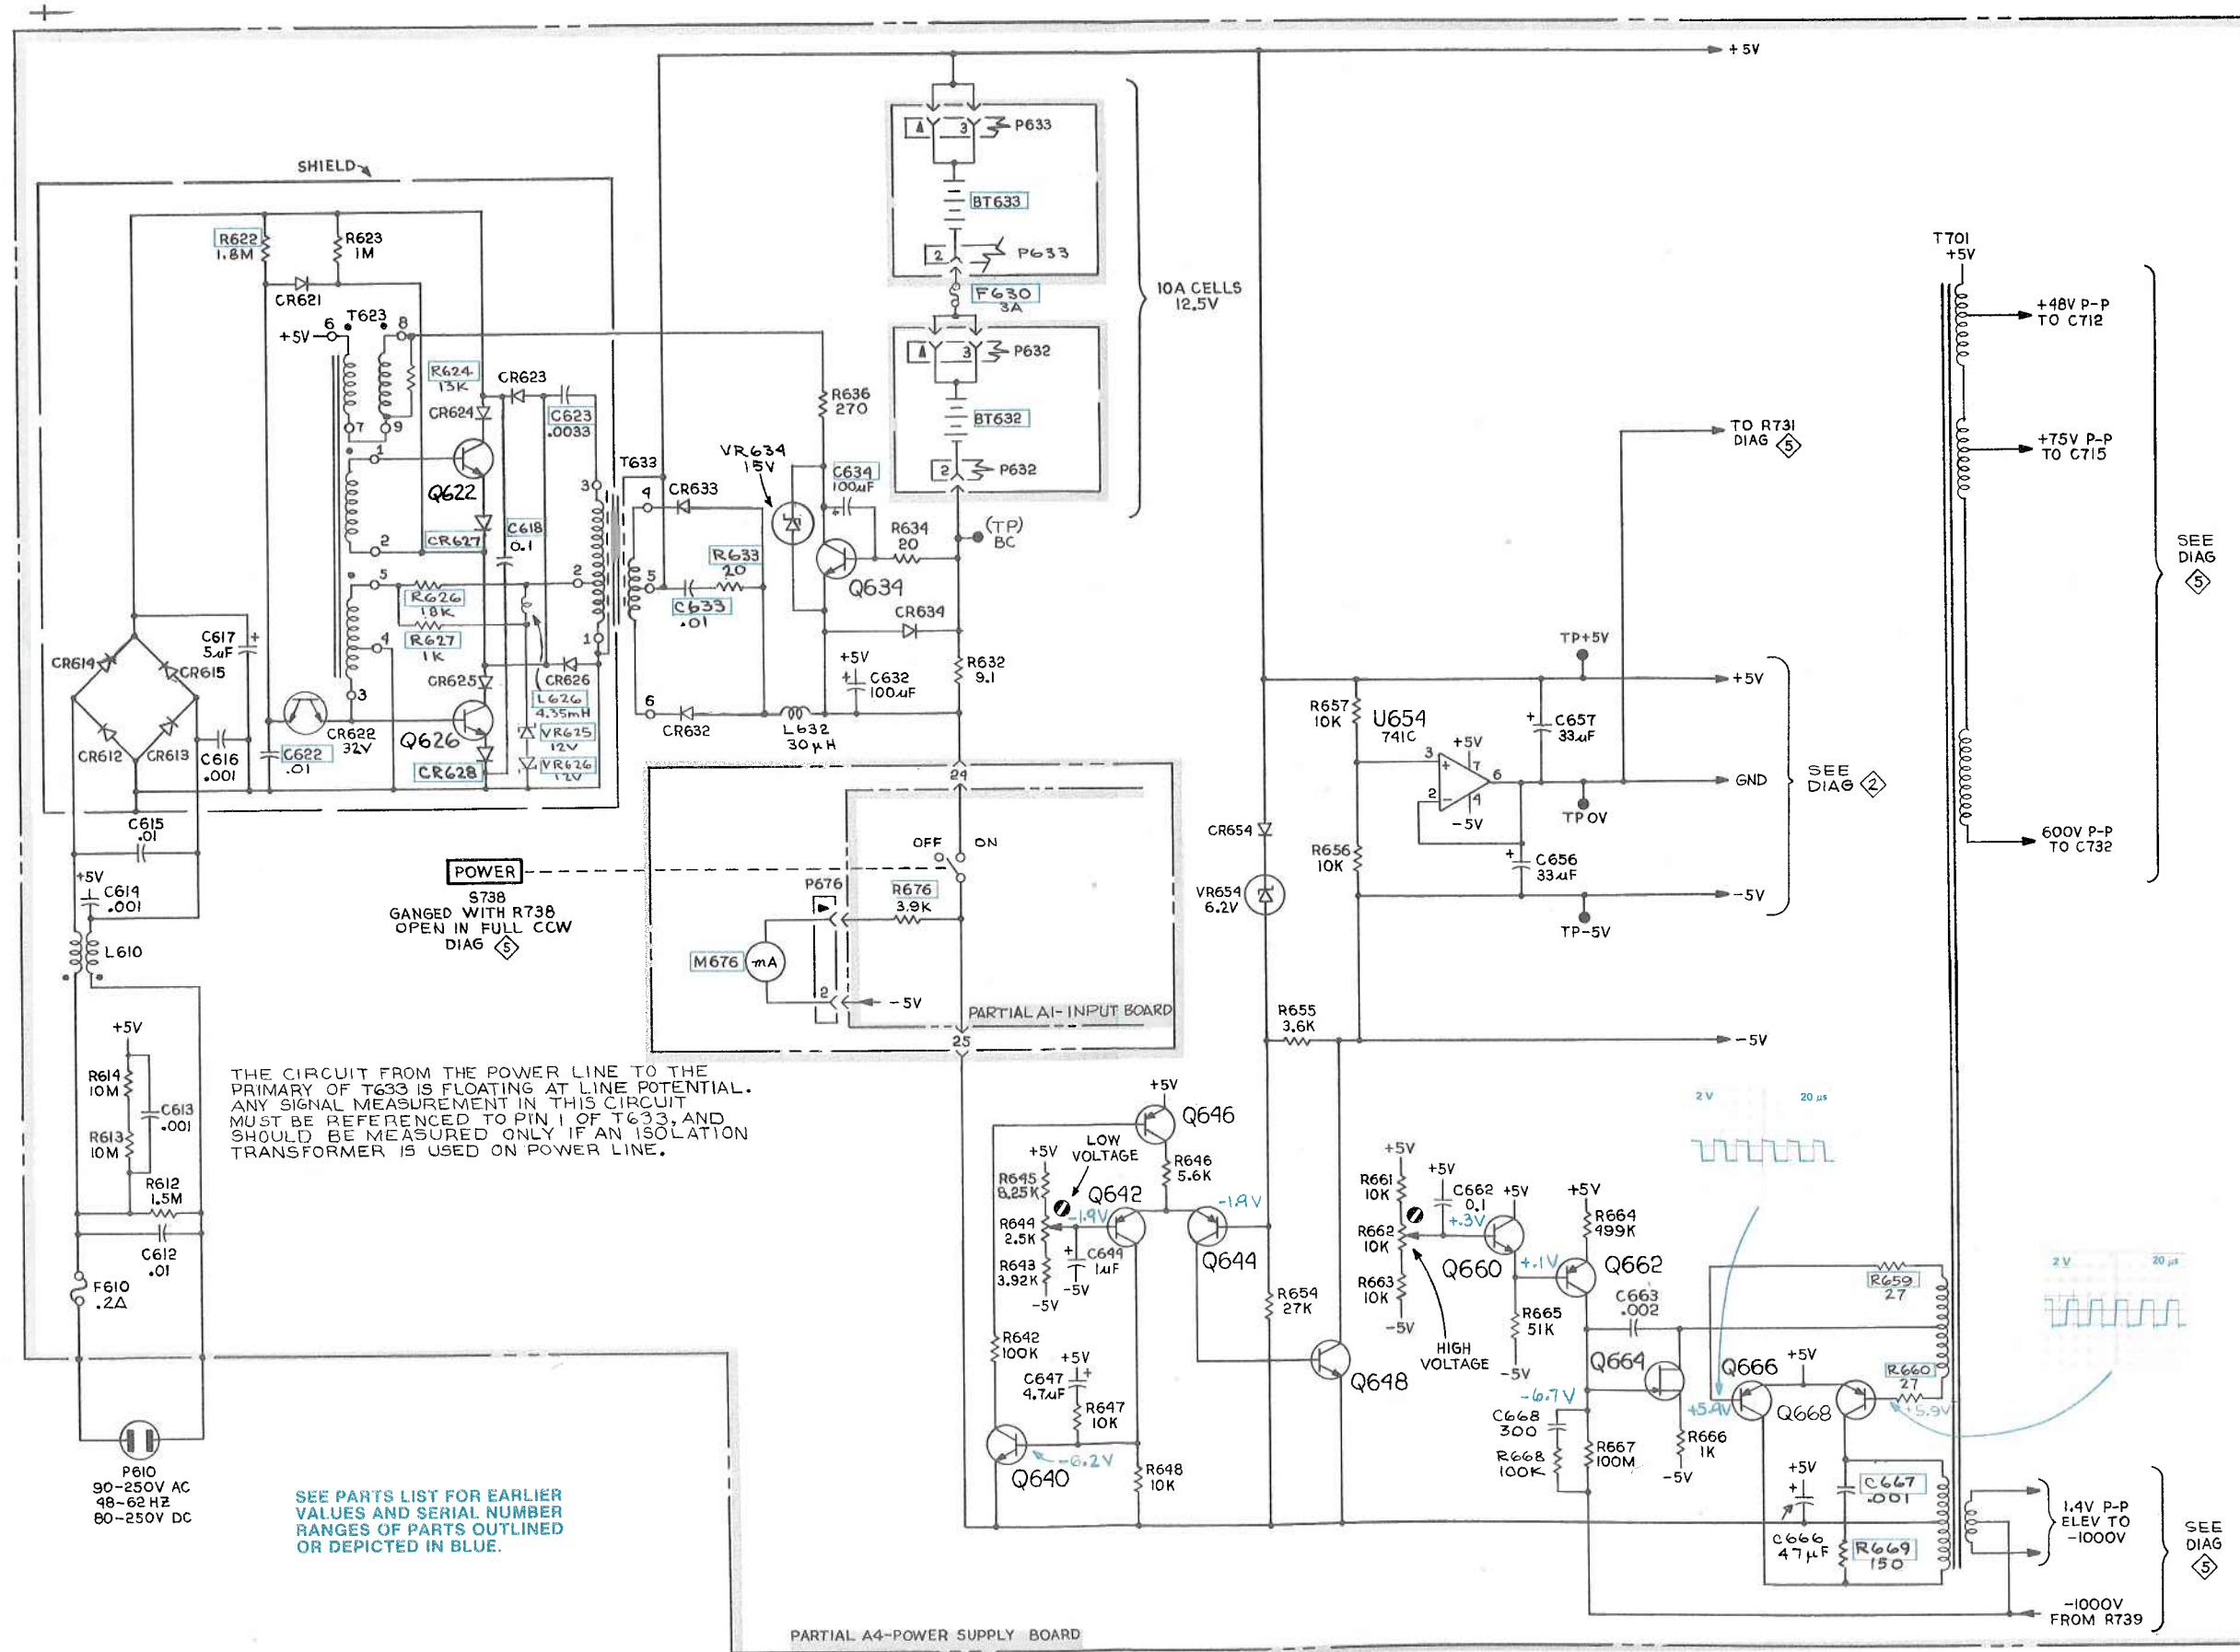 +5V
SHIELD
P633
4
3
BT633
2
P633
F630
3A
10A CELLS
12.5V
4
3
P632
BT632
2
P632
(TP)
BC
R622
1.8M
R623
1M
CR621
T623
6
8
+5V
7
9
R624
13K
CR623
CR624
C623
.0033
1
Q622
CR627
C618
0.1
2
5
R626
18K
R627
1K
4
3
CR625
CR626
L626
4.35mH
VR625
12V
VR626
12V
Q626
CR628
CR622
32V
C622
.01
C617
5uF
+
C616
.001
CR614
CR615
CR612
CR613
T633
3
2
1
4
5
6
CR633
C633
.01
R633
20
CR632
L632
30µH
VR634
15V
R636
270
C634
100uF
+
R634
20
Q634
CR634
+5V
+
C632
100uF
R632
9.1
C615
.01
+5V
C614
.001
L610
+5V
R614
10M
C613
.001
R613
10M
R612
1.5M
C612
.01
F610
.2A
P610
90-250V AC
48-62HZ
80-250V DC
POWER
S738
GANGED WITH R738
OPEN IN FULL CCW
DIAG 5
24
OFF
ON
P676
R676
3.9K
M676
mA
2
-5V
PARTIAL A1-INPUT BOARD
25
THE CIRCUIT FROM THE POWER LINE TO THE
PRIMARY OF T633 IS FLOATING AT LINE POTENTIAL.
ANY SIGNAL MEASUREMENT IN THIS CIRCUIT
MUST BE REFERENCED TO PIN 1 OF T633, AND
SHOULD BE MEASURED ONLY IF AN ISOLATION
TRANSFORMER IS USED ON POWER LINE.
SEE PARTS LIST FOR EARLIER
VALUES AND SERIAL NUMBER
RANGES OF PARTS OUTLINED
OR DEPICTED IN BLUE.
TO R731
DIAG 5
TP+5V
+5V
R657
10K
U654
741C
+5V
3
+
7
6
2
-
4
-5V
+
C657
33uF
GND
TP0V
SEE
DIAG 2
R656
10K
+
C656
33uF
-5V
TP-5V
CR654
VR654
6.2V
R655
3.6K
-5V
+5V
Q646
LOW
VOLTAGE
+5V
R645
8.25K
R646
5.6K
Q642
-1.9V
-1.9V
R644
2.5K
Q644
+
C644
1uF
R643
3.92K
-5V
-5V
R642
100K
+5V
+
C647
4.7uF
R647
10K
Q640
-6.2V
R648
10K
R654
27K
Q648
+5V
R661
10K
+5V
C662
0.1
+5V
+.3V
R662
10K
Q660
+.1V
R663
10K
-5V
HIGH
VOLTAGE
R665
51K
-5V
+5V
R664
499K
Q662
C663
.002
Q664
-6.7V
C668
300
R668
100K
R667
100M
R666
1K
-5V
2V
20 µs
2V
20 µs
R659
27
Q666
+5V
+5.9V
R660
27
Q668
+5.9V
+5V
+
C667
.001
C666
47µF
R669
150
T701
+5V
+48V P-P
TO C712
+75V P-P
TO C715
600V P-P
TO C732
SEE
DIAG
5
1.4V P-P
ELEV TO
-1000V
SEE
DIAG
5
-1000V
FROM R739
PARTIAL A4-POWER SUPPLY BOARD